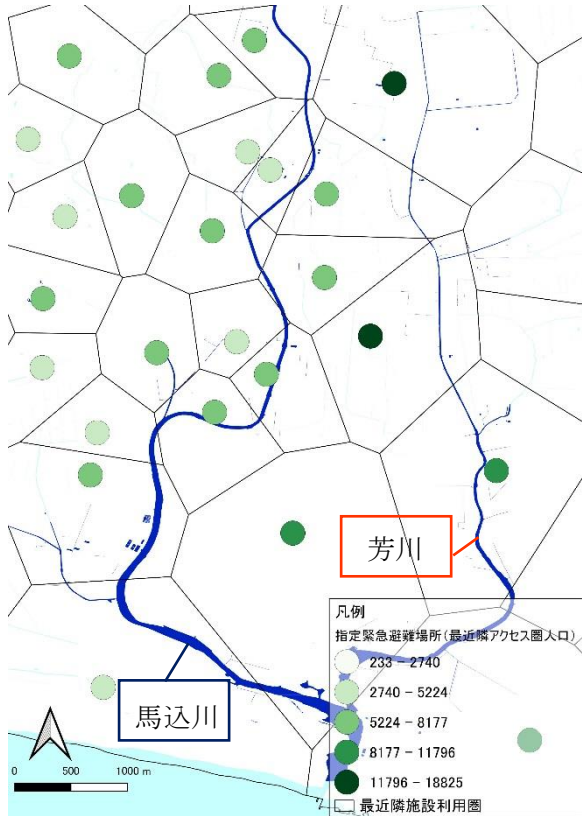 芳川
馬込川
凡例
指定緊急避難場所(最近隣アクセス圏人口)
233 - 2740
2740 - 5224
5224 - 8177
8177 - 11796
11796 - 18825
最近隣施設利用圏
0 500 1000 m